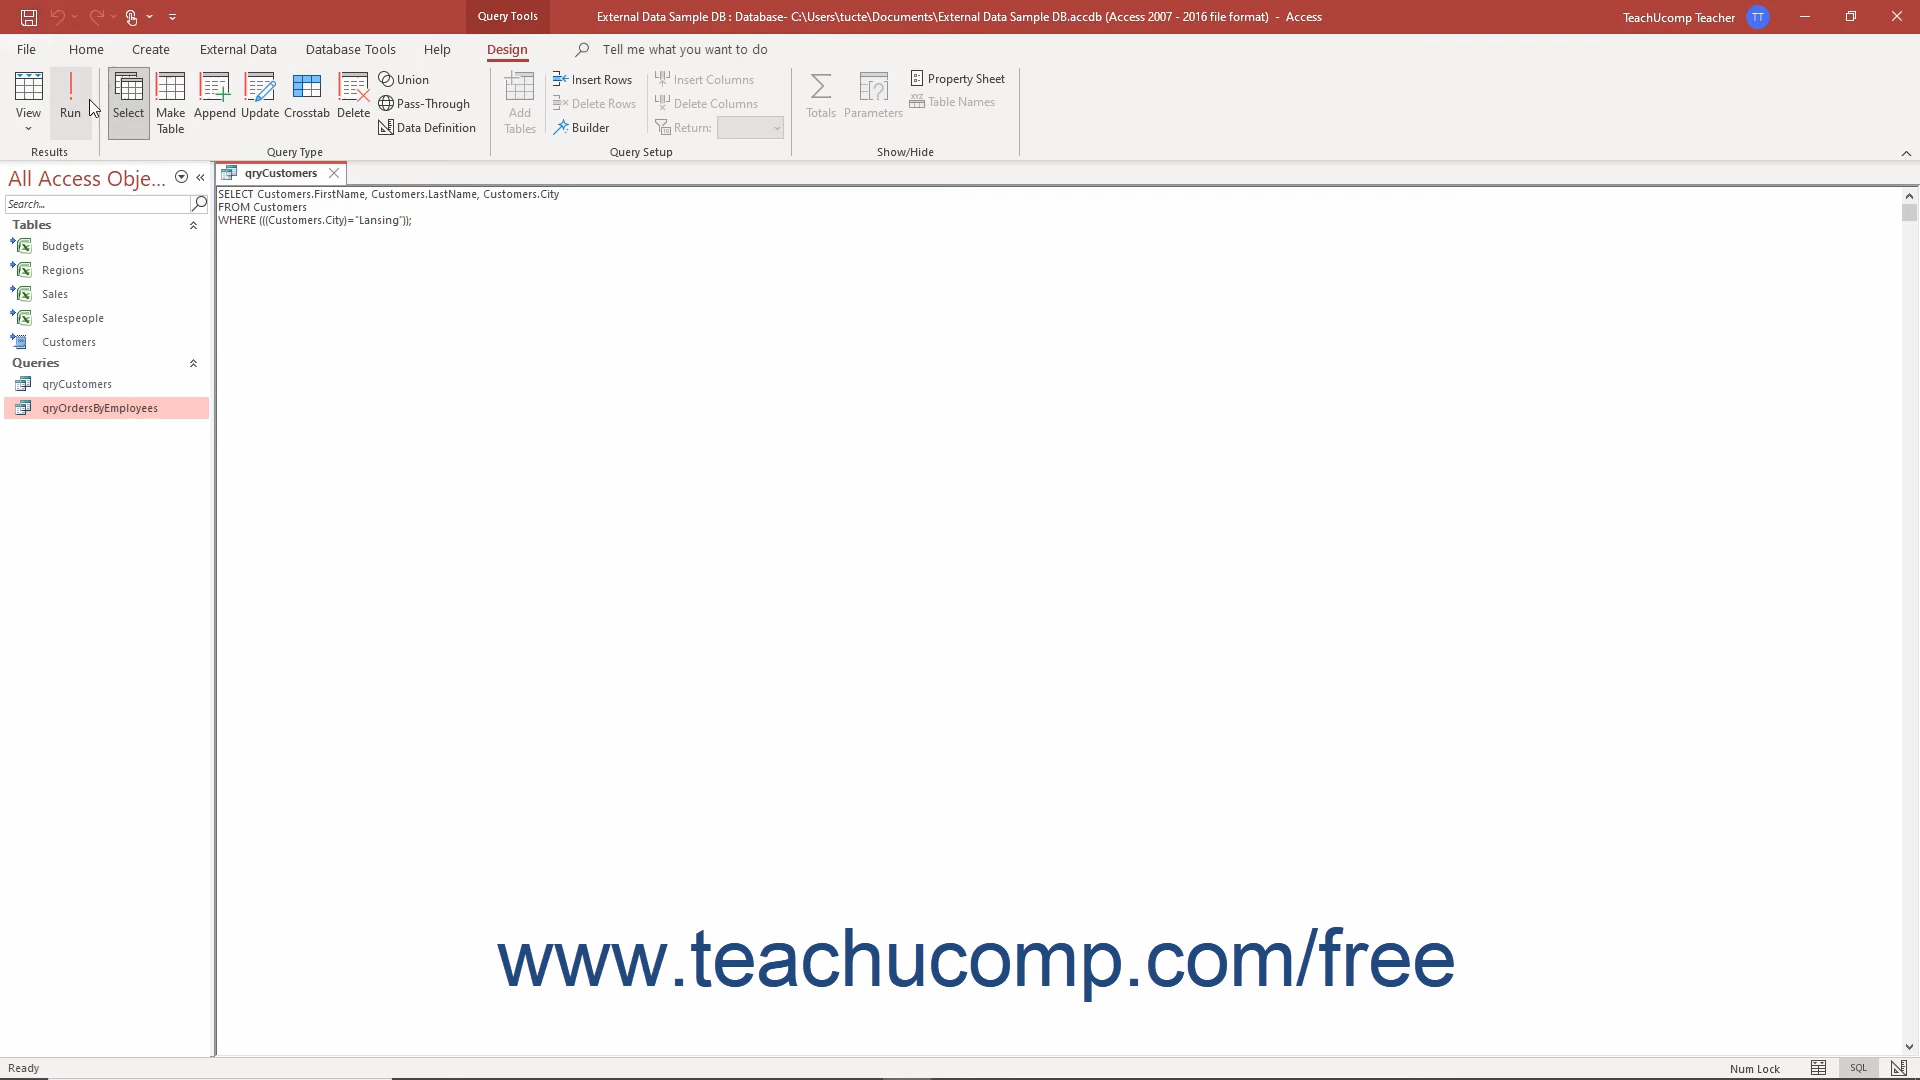 Query Tools
External Data Sample DB : Database- C:\Users\tucte\Documents\External Data Sample DB.accdb (Access 2007 - 2016 file format) - Access
TeachUcomp Teacher TT
File Home Create External Data Database Tools Help Design Tell me what you want to do
View Run Select Make Table Append Update Crosstab Delete
Union
Pass-Through
Data Definition
Add Tables
Insert Rows
Delete Rows
Builder
Insert Columns
Delete Columns
Return:
Totals Parameters
Property Sheet
Table Names
Results Query Type Query Setup Show/Hide
All Access Obje...
Search...
Tables
Budgets
Regions
Sales
Salespeople
Customers
Queries
qryCustomers
qryOrdersByEmployees
qryCustomers
SELECT Customers.FirstName, Customers.LastName, Customers.City
FROM Customers
WHERE (((Customers.City)="Lansing"));
www.teachucomp.com/free
Ready
Num Lock SQL